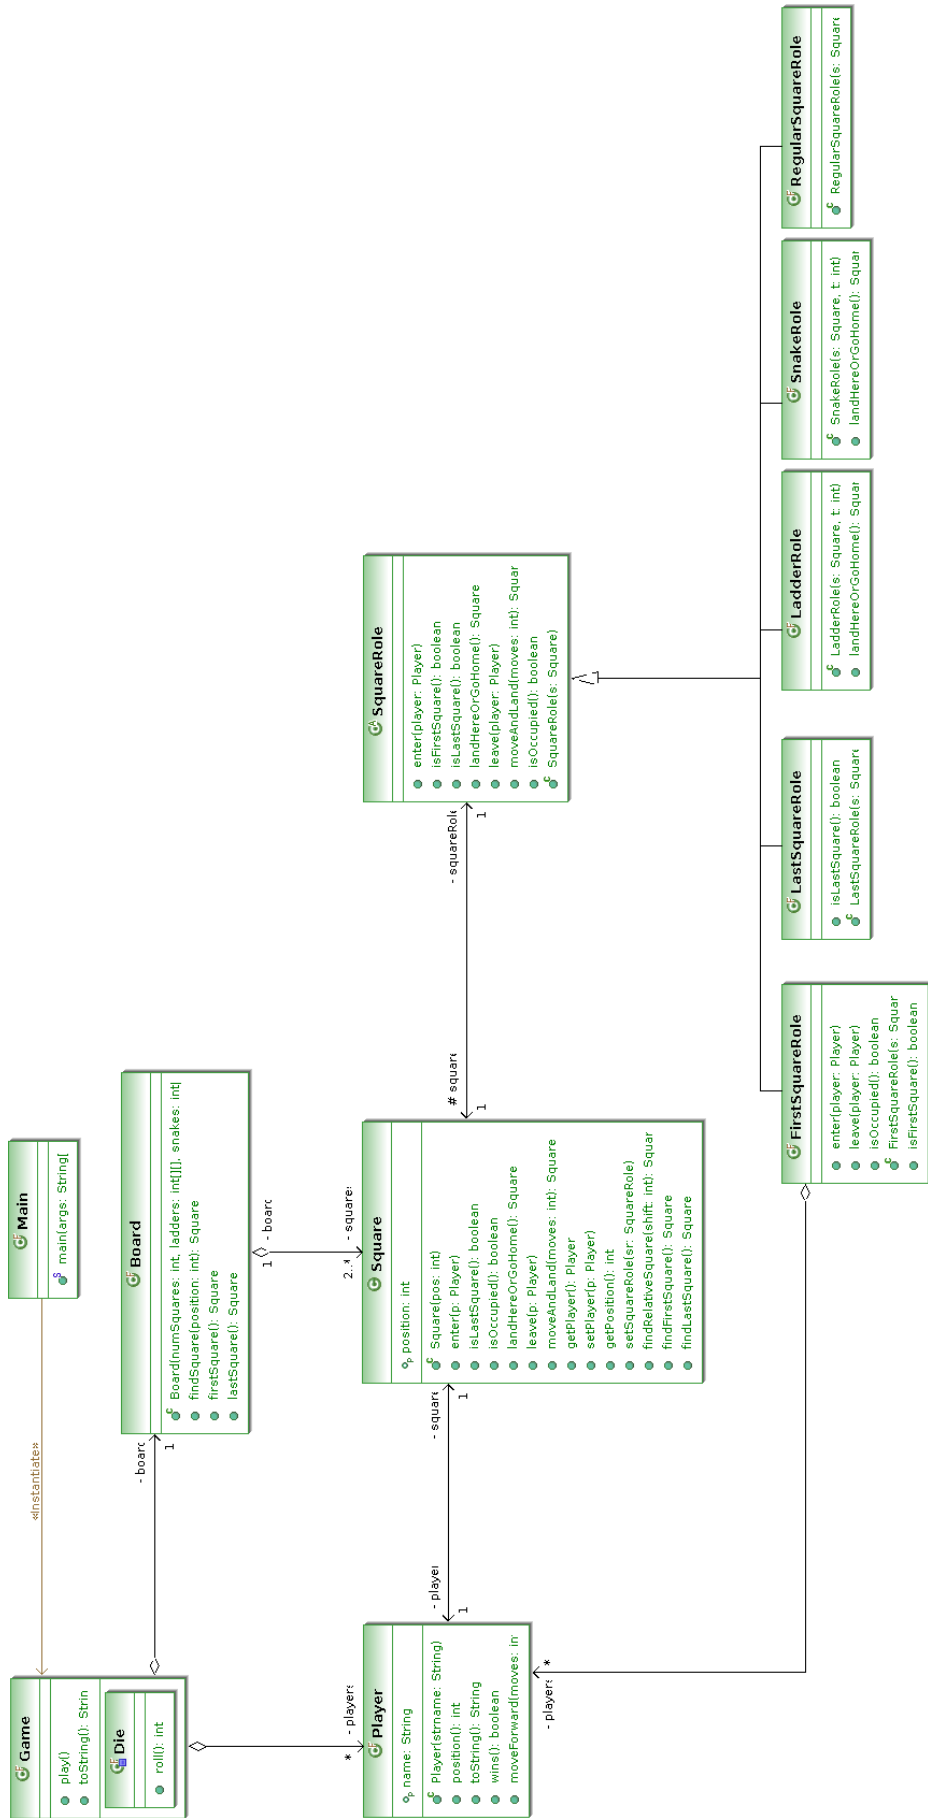 Game
play()
toString(): Strin
Die
roll(): int
«Instantiate»
Main
main(args: String[
- board
1
Board
Board(numSquares: int, ladders: int[][], snakes: int[
findSquare(position: int): Square
firstSquare(): Square
lastSquare(): Square
1
- board
2..*
- square
- players
*
Player
name: String
Player(strname: String)
position(): int
toString(): String
wins(): boolean
moveForward(moves: in
- player
1
- square
1
Square
position: int
Square(pos: int)
enter(p: Player)
isLastSquare(): boolean
isOccupied(): boolean
landHereOrGoHome(): Square
leave(p: Player)
moveAndLand(moves: int): Square
getPlayer(): Player
setPlayer(p: Player)
getPosition(): int
setSquareRole(sr: SquareRole)
findRelativeSquare(shift: int): Squar
findFirstSquare(): Square
findLastSquare(): Square
# square
1
- squareRole
1
SquareRole
enter(player: Player)
isFirstSquare(): boolean
isLastSquare(): boolean
landHereOrGoHome(): Square
leave(player: Player)
moveAndLand(moves: int): Squar
isOccupied(): boolean
SquareRole(s: Square)
- players
*
FirstSquareRole
enter(player: Player)
leave(player: Player)
isOccupied(): boolean
FirstSquareRole(s: Squar
isFirstSquare(): boolean
LastSquareRole
isLastSquare(): boolean
LastSquareRole(s: Square
LadderRole
LadderRole(s: Square, t: int)
landHereOrGoHome(): Squar
SnakeRole
SnakeRole(s: Square, t: int)
landHereOrGoHome(): Squar
RegularSquareRole
RegularSquareRole(s: Square